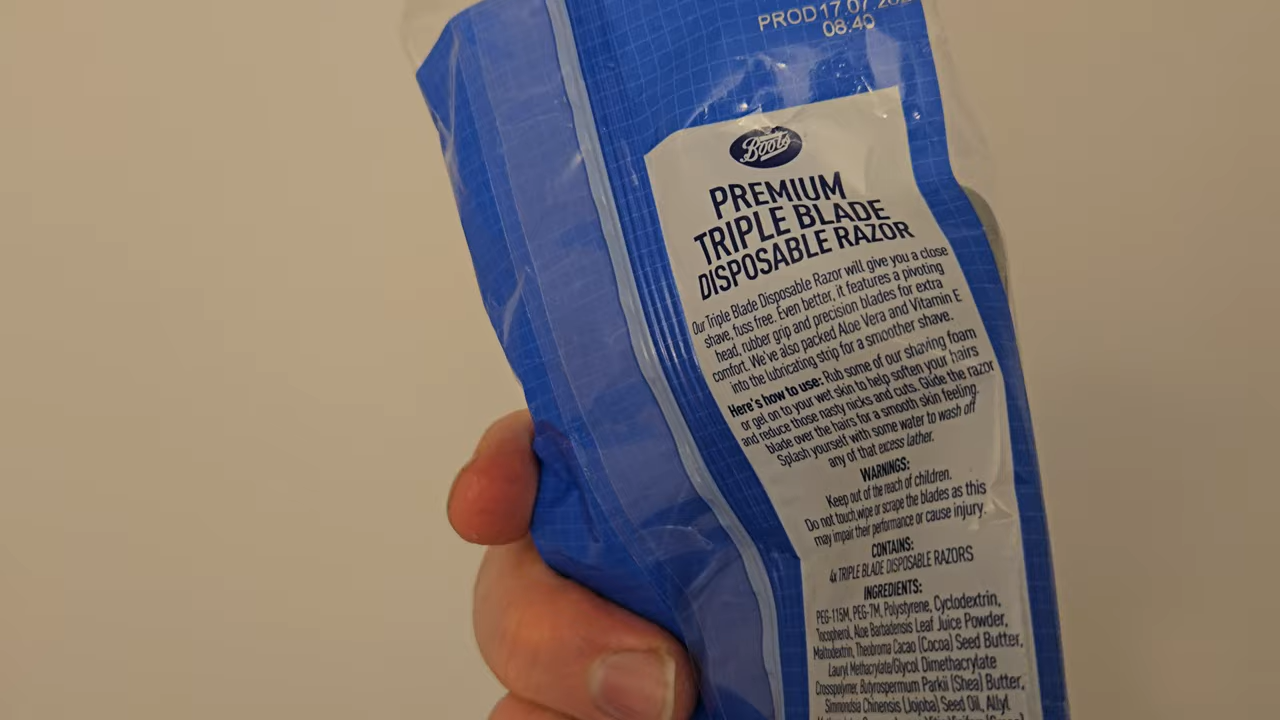 PROD 17.07.20
08:40
Boots
PREMIUM
TRIPLE BLADE
DISPOSABLE RAZOR
Our Triple Blade Disposable Razor will give you a close
shave, fuss free. Even better, it features a pivoting
head, rubber grip and precision blades for extra
comfort. We've also packed Aloe Vera and Vitamin E
into the lubricating strip for a smoother shave.
Here's how to use: Rub some of our shaving foam
or gel on to your wet skin to help soften your hairs
and reduce those nasty nicks and cuts. Glide the razor
blade over the hairs for a smooth skin feeling.
Splash yourself with some water to wash off
any of that excess lather.
WARNINGS:
Keep out of the reach of children.
Do not touch,wipe or scrape the blades as this
may impair their performance or cause injury.
CONTAINS:
4x TRIPLE BLADE DISPOSABLE RAZORS
INGREDIENTS:
PEG-115M, PEG-7M, Polystyrene, Cyclodextrin,
Tocopherol, Aloe Barbadensis Leaf Juice Powder,
Maltodextrin, Theobroma Cacao (Cocoa) Seed Butter,
Lauryl Methacrylate/Glycol Dimethacrylate
Crosspolymer, Butyrospermum Parkii (Shea) Butter,
Simmondsia Chinensis (Jojoba) Seed Oil, Allyl